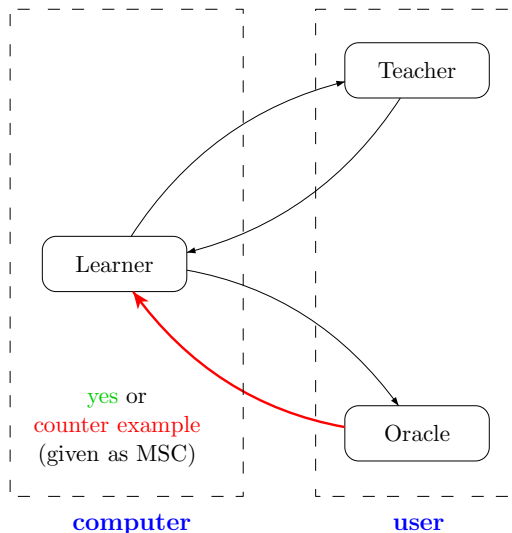 Teacher
Learner
yes or
counter example
(given as MSC)
Oracle
computer
user